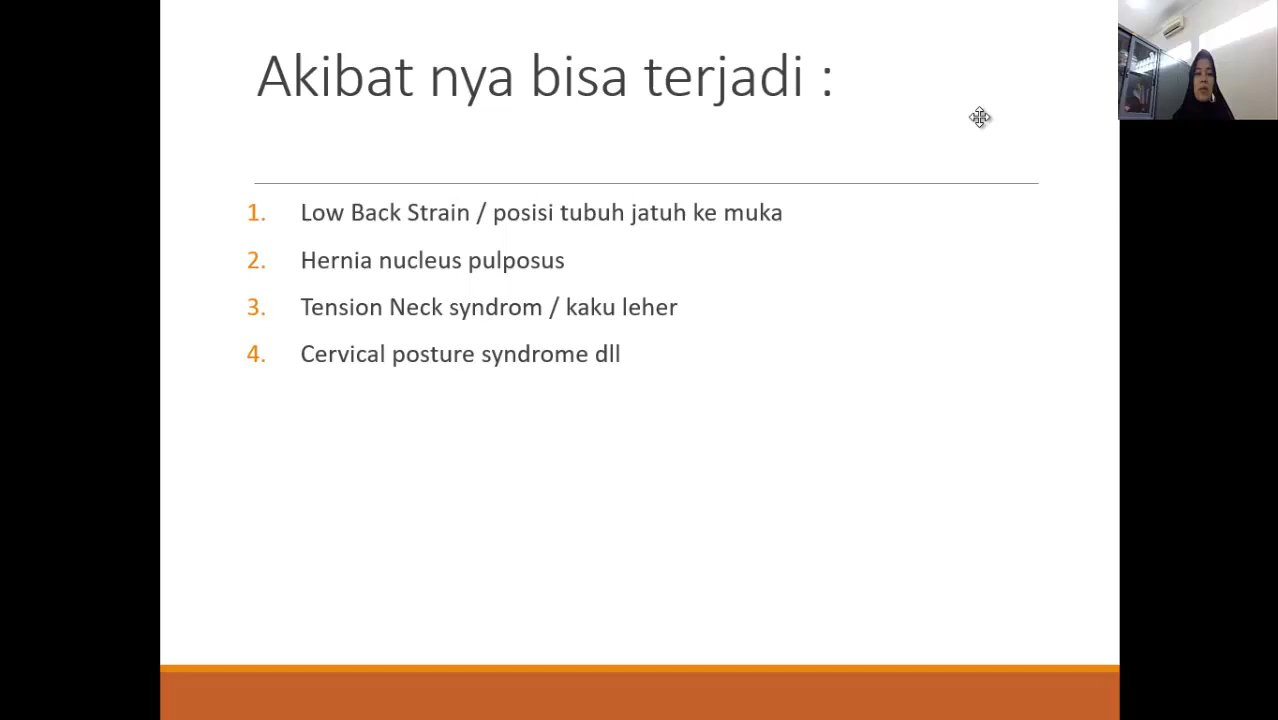 Akibat nya bisa terjadi :
1. Low Back Strain / posisi tubuh jatuh ke muka
2. Hernia nucleus pulposus
3. Tension Neck syndrom / kaku leher
4. Cervical posture syndrome dll